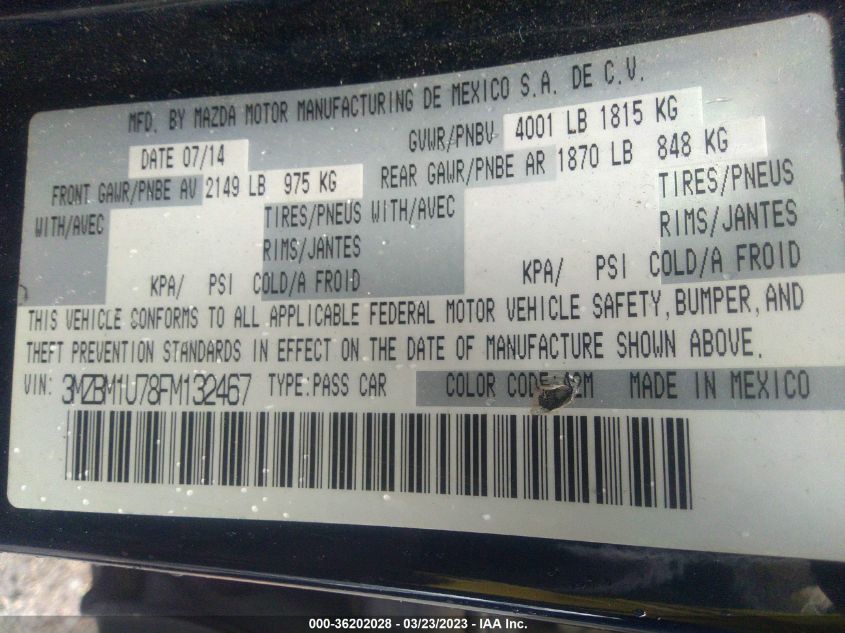 MFD. BY MAZDA MOTOR MANUFACTURING DE MEXICO S.A. DE C.V.
DATE 07/14 GVWR/PNBV 4001 LB 1815 KG
FRONT GAWR/PNBE AV 2149 LB 975 KG REAR GAWR/PNBE AR 1870 LB 848 KG
WITH/AVEC TIRES/PNEUS WITH/AVEC TIRES/PNEUS
RIMS/JANTES RIMS/JANTES
KPA/ PSI COLD/A FROID KPA/ PSI COLD/A FROID
THIS VEHICLE CONFORMS TO ALL APPLICABLE FEDERAL MOTOR VEHICLE SAFETY, BUMPER, AND
THEFT PREVENTION STANDARDS IN EFFECT ON THE DATE OF MANUFACTURE SHOWN ABOVE.
VIN: 3MZBM1U78FM132467 TYPE:PASS CAR COLOR CODE: MADE IN MEXICO
000-36202028 - 03/23/2023 - IAA Inc.